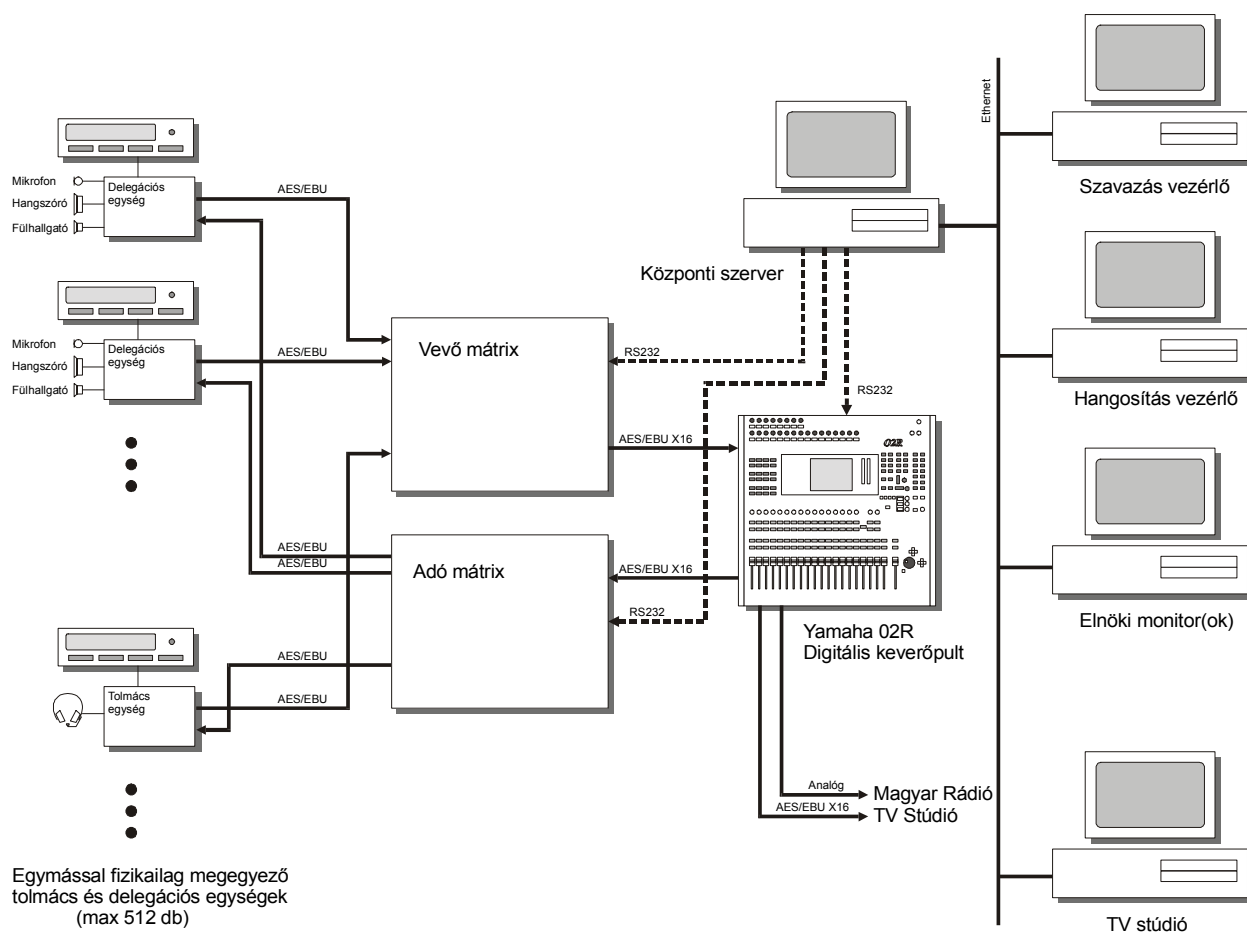 Ethernet
Szavazás vezérlő
Mikrofon
Hangszóró
Fülhallgató
Delegációs
egység
AES/EBU
Központi szerver
Mikrofon
Hangszóró
Fülhallgató
Delegációs
egység
AES/EBU
Vevő mátrix
RS232
RS232
Hangosítás vezérlő
AES/EBU X16
02R
AES/EBU
AES/EBU
Adó mátrix
AES/EBU X16
RS232
Yamaha 02R
Digitális keverőpult
Elnöki monitor(ok)
Tolmács
egység
AES/EBU
Analóg
Magyar Rádió
AES/EBU X16
TV Stúdió
Egymással fizikailag megegyező
tolmács és delegációs egységek
(max 512 db)
TV stúdió